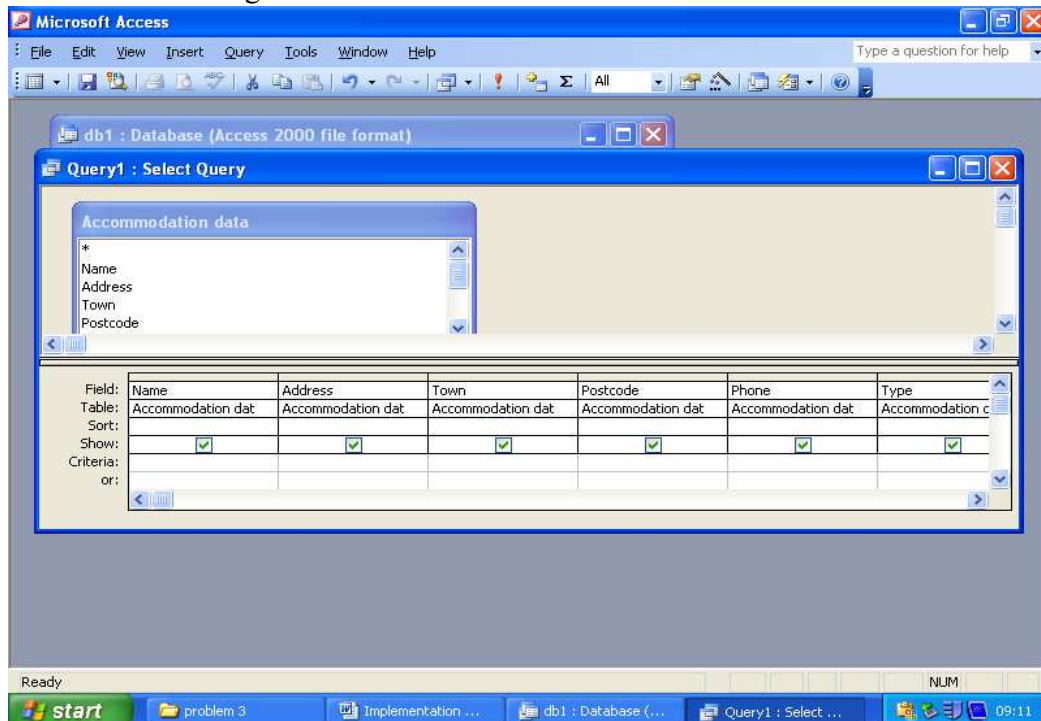 Microsoft Access
File Edit View Insert Query Tools Window Help Type a question for help
All
db1 : Database (Access 2000 file format)
Query1 : Select Query
Accommodation data
*
Name
Address
Town
Postcode
Field: Name Address Town Postcode Phone Type
Table: Accommodation dat Accommodation dat Accommodation dat Accommodation dat Accommodation dat Accommodation
Sort:
Show:
Criteria:
or:
Ready NUM
start problem 3 Implementation ... db1 : Database (... Query1 : Select ... 09:11